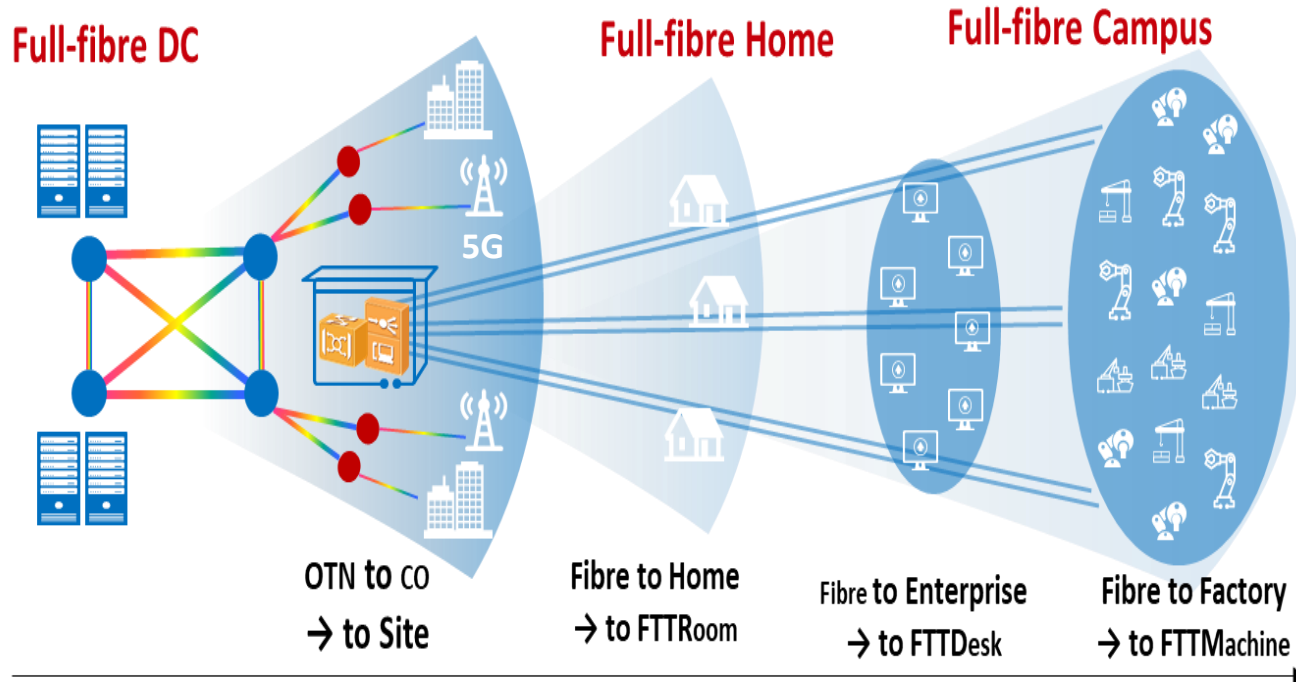 Full-fibre DC
Full-fibre Home
Full-fibre Campus
5G
OTN to CO
→ to Site
Fibre to Home
→ to FTTRoom
Fibre to Enterprise
→ to FTTDesk
Fibre to Factory
→ to FTTMachine